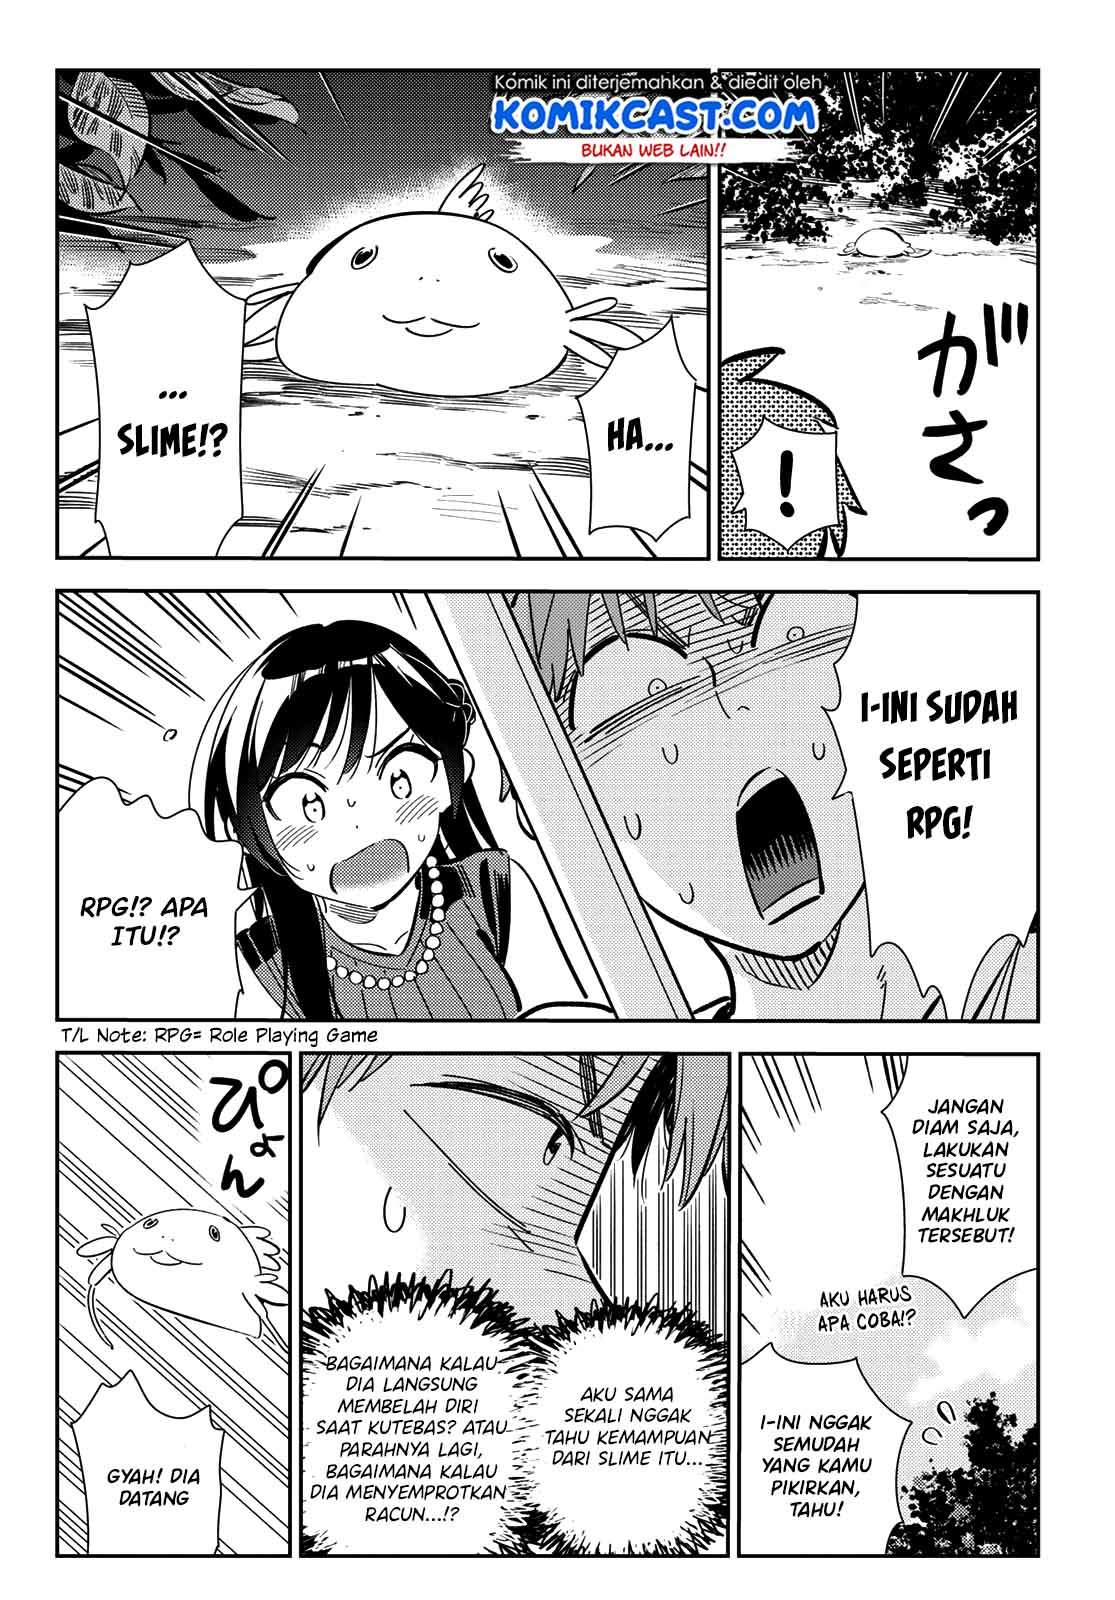 Komik ini diterjemahkan & diedit oleh
KOMIKCAST.COM
BUKAN WEB LAIN!!
ガサッ
!
HA...
...
SLIME!?
I-INI SUDAH
SEPERTI
RPG!
RPG!? APA
ITU!?
T/L Note: RPG= Role Playing Game
JANGAN
DIAM SAJA,
LAKUKAN
SESUATU
DENGAN
MAKHLUK
TERSEBUT!
AKU HARUS
APA COBA!?
I-INI NGGAK
SEMUDAH
YANG KAMU
PIKIRKAN,
TAHU!
AKU SAMA
SEKALI NGGAK
TAHU KEMAMPUAN
DARI SLIME ITU...
BAGAIMANA KALAU
DIA LANGSUNG
MEMBELAH DIRI
SAAT KUTEBAS? ATAU
PARAHNYA LAGI,
BAGAIMANA KALAU
DIA MENYEMPROTKAN
RACUN...!?
ぴょん
GYAH! DIA
DATANG